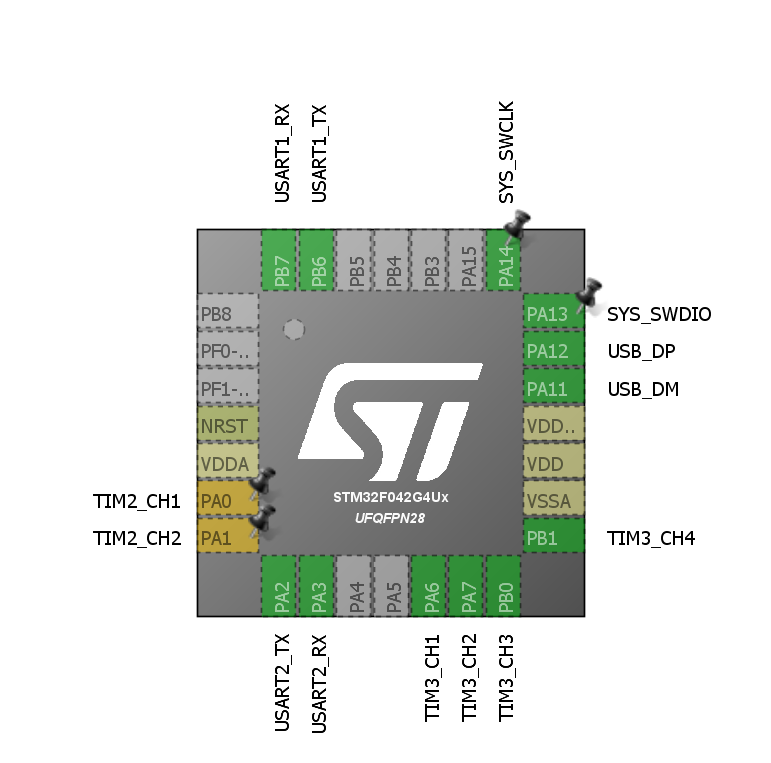 USART1_RX
USART1_TX
SYS_SWCLK
PB7
PB6
PB5
PB4
PB3
PA15
PA14
PB8
PF0-..
PF1-..
NRST
VDDA
TIM2_CH1 PA0
TIM2_CH2 PA1
PA13 SYS_SWDIO
PA12 USB_DP
PA11 USB_DM
VDD..
VDD
VSSA
PB1 TIM3_CH4
ST
STM32F042G4Ux
UFQFPN28
PA2
PA3
PA4
PA5
PA6
PA7
PB0
USART2_TX
USART2_RX
TIM3_CH1
TIM3_CH2
TIM3_CH3